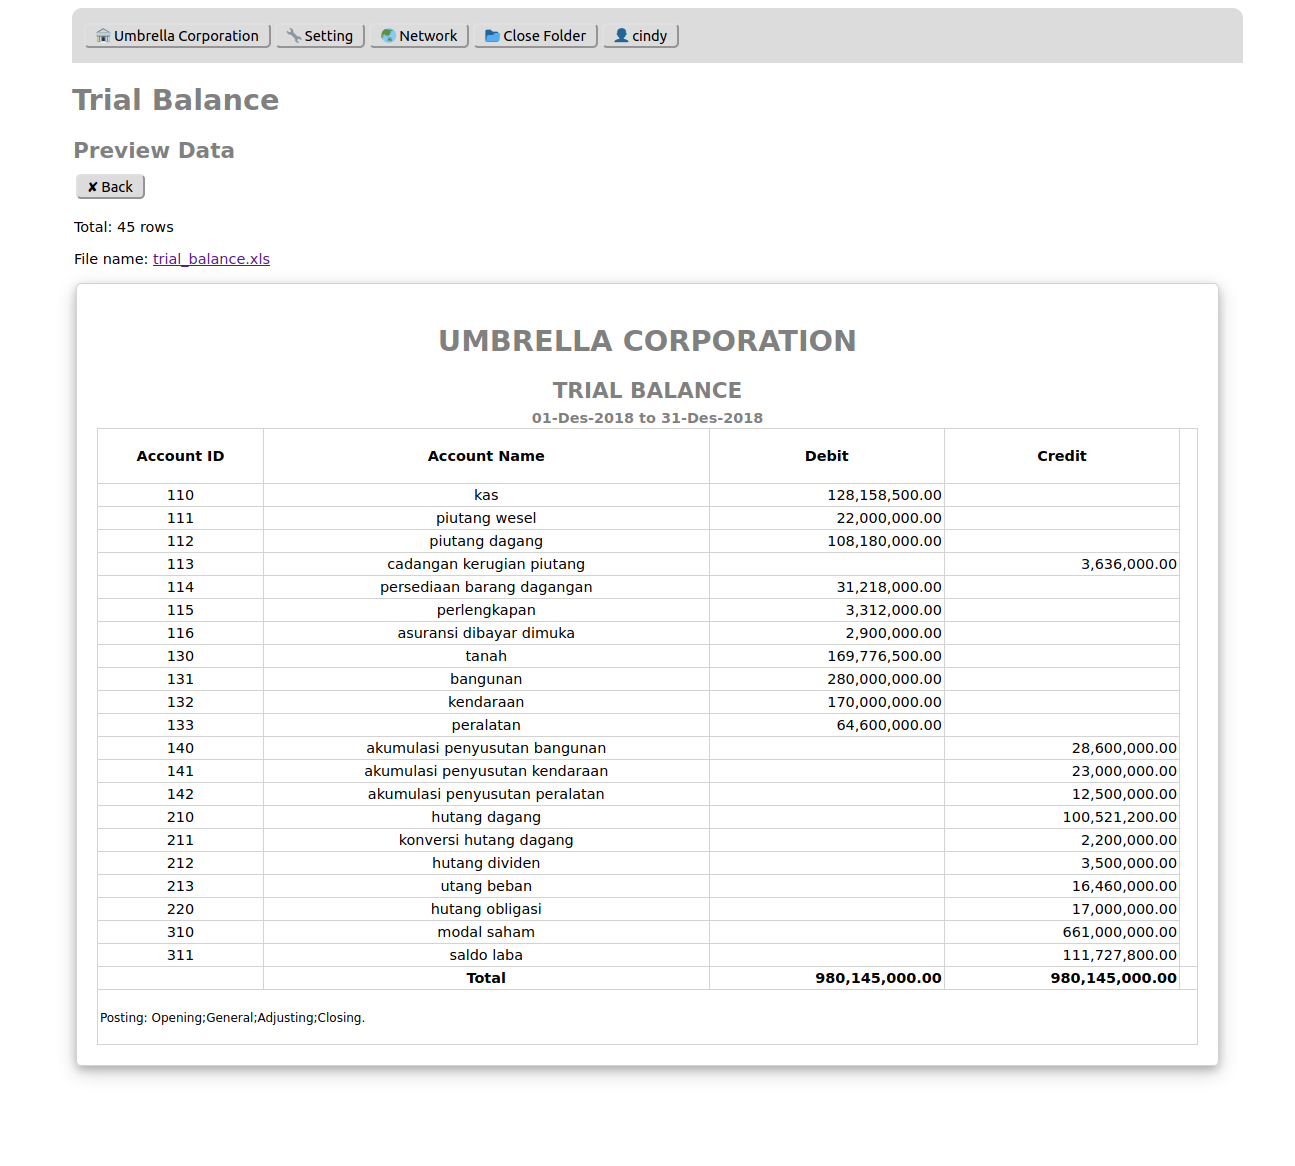 Umbrella Corporation Setting Network Close Folder cindy
Trial Balance
Preview Data
✘ Back
Total: 45 rows
File name: trial_balance.xls
UMBRELLA CORPORATION
TRIAL BALANCE
01-Des-2018 to 31-Des-2018
Account ID Account Name Debit Credit
110 kas 128,158,500.00
111 piutang wesel 22,000,000.00
112 piutang dagang 108,180,000.00
113 cadangan kerugian piutang 3,636,000.00
114 persediaan barang dagangan 31,218,000.00
115 perlengkapan 3,312,000.00
116 asuransi dibayar dimuka 2,900,000.00
130 tanah 169,776,500.00
131 bangunan 280,000,000.00
132 kendaraan 170,000,000.00
133 peralatan 64,600,000.00
140 akumulasi penyusutan bangunan 28,600,000.00
141 akumulasi penyusutan kendaraan 23,000,000.00
142 akumulasi penyusutan peralatan 12,500,000.00
210 hutang dagang 100,521,200.00
211 konversi hutang dagang 2,200,000.00
212 hutang dividen 3,500,000.00
213 utang beban 16,460,000.00
220 hutang obligasi 17,000,000.00
310 modal saham 661,000,000.00
311 saldo laba 111,727,800.00
Total 980,145,000.00 980,145,000.00
Posting: Opening;General;Adjusting;Closing.